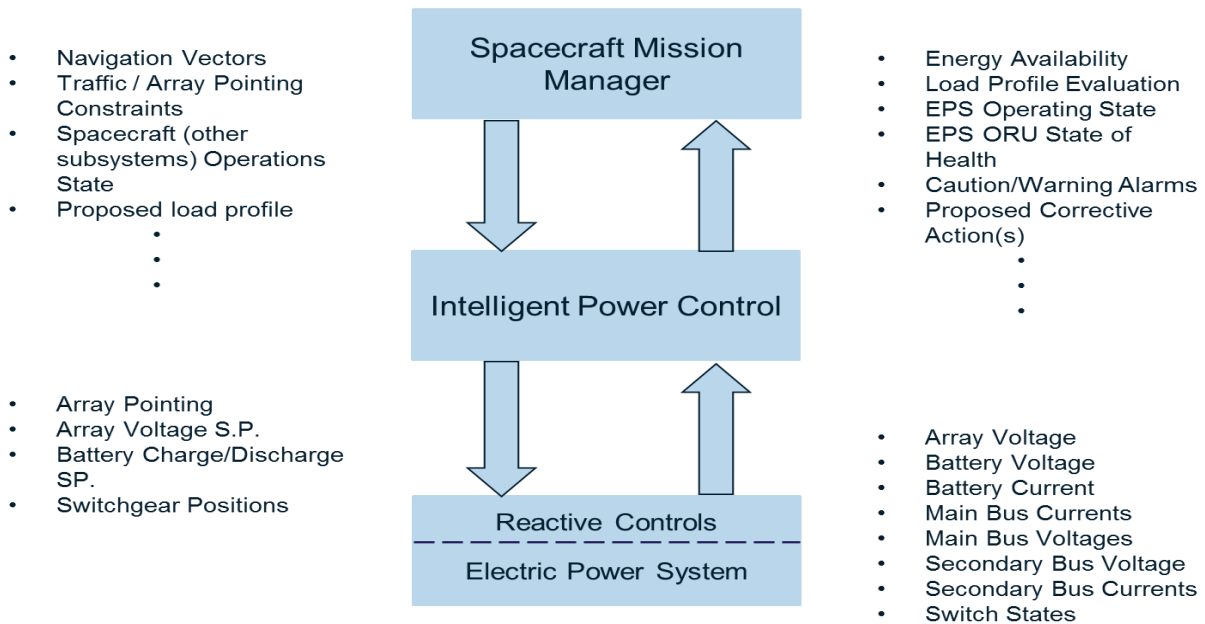 Spacecraft Mission
Manager
• Navigation Vectors
• Traffic / Array Pointing
Constraints
• Spacecraft (other
subsystems) Operations
State
• Proposed load profile
•
•
•
• Energy Availability
• Load Profile Evaluation
• EPS Operating State
• EPS ORU State of
Health
• Caution/Warning Alarms
• Proposed Corrective
Action(s)
•
•
•
Intelligent Power Control
• Array Pointing
• Array Voltage S.P.
• Battery Charge/Discharge
SP.
• Switchgear Positions
• Array Voltage
• Battery Voltage
• Battery Current
• Main Bus Currents
• Main Bus Voltages
• Secondary Bus Voltage
• Secondary Bus Currents
• Switch States
Reactive Controls
Electric Power System